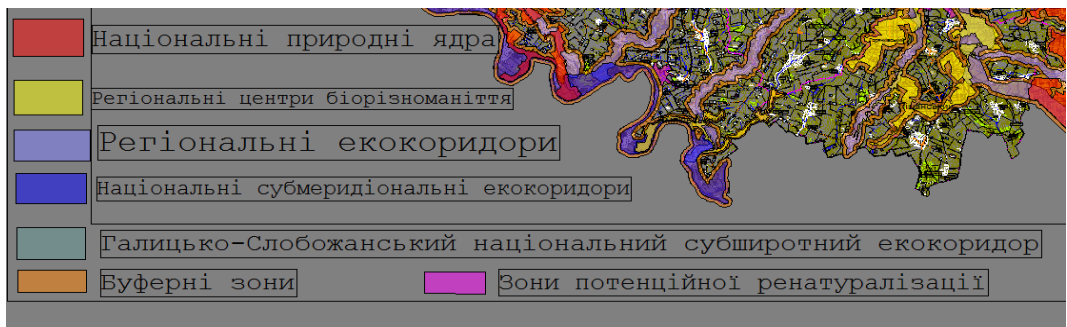 Національні природні ядра
Регіональні центри біорізноманіття
Регіональні екокоридори
Національні субмеридіональні екокоридори
Галицько-Слобожанський національний субширотний екокоридор
Буферні зони
Зони потенційної ренатуралізації